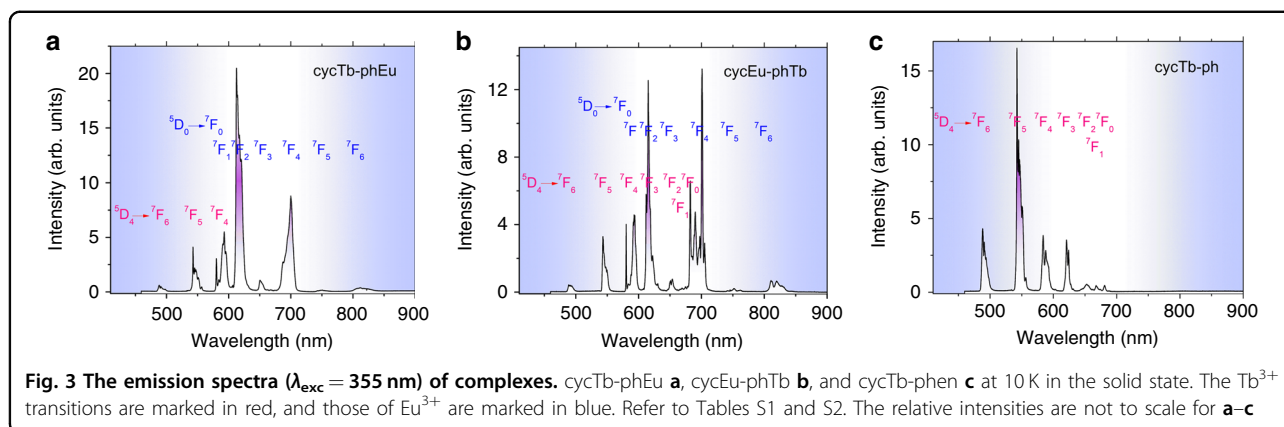 a
cycTb-phEu
20
15
10
5
0
Intensity (arb. units)
⁵D₀→⁷F₀
⁷F₁ ⁷F₂ ⁷F₃ ⁷F₄ ⁷F₅ ⁷F₆
⁵D₄→⁷F₆ ⁷F₅ ⁷F₄
500 600 700 800 900
Wavelength (nm)
b
cycEu-phTb
12
8
4
0
Intensity (arb. units)
⁵D₀→⁷F₀
⁷F ⁷F₂ ⁷F₃ ⁷F₄ ⁷F₅ ⁷F₆
⁵D₄→⁷F₆ ⁷F₅ ⁷F₄ ⁷F₃ ⁷F₂ ⁷F₀
⁷F₁
500 600 700 800 900
Wavelength (nm)
c
cycTb-ph
15
10
5
0
Intensity (arb. units)
⁵D₄→⁷F₆ ⁷F₅ ⁷F₄ ⁷F₃ ⁷F₂ ⁷F₀
⁷F₁
500 600 700 800 900
Wavelength (nm)
Fig. 3 The emission spectra (λexc = 355 nm) of complexes. cycTb-phEu a, cycEu-phTb b, and cycTb-phen c at 10 K in the solid state. The Tb³⁺
transitions are marked in red, and those of Eu³⁺ are marked in blue. Refer to Tables S1 and S2. The relative intensities are not to scale for a–c